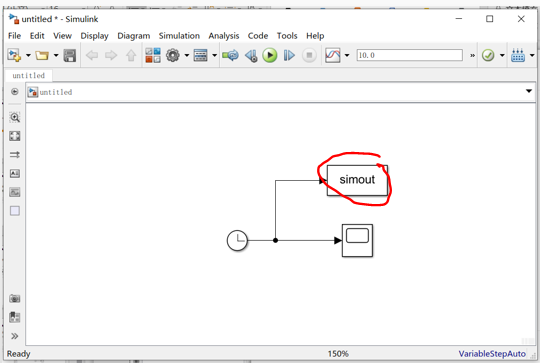 untitled * - Simulink
File Edit View Display Diagram Simulation Analysis Code Tools Help
10.0
untitled
untitled
simout
Ready 150% VariableStepAuto